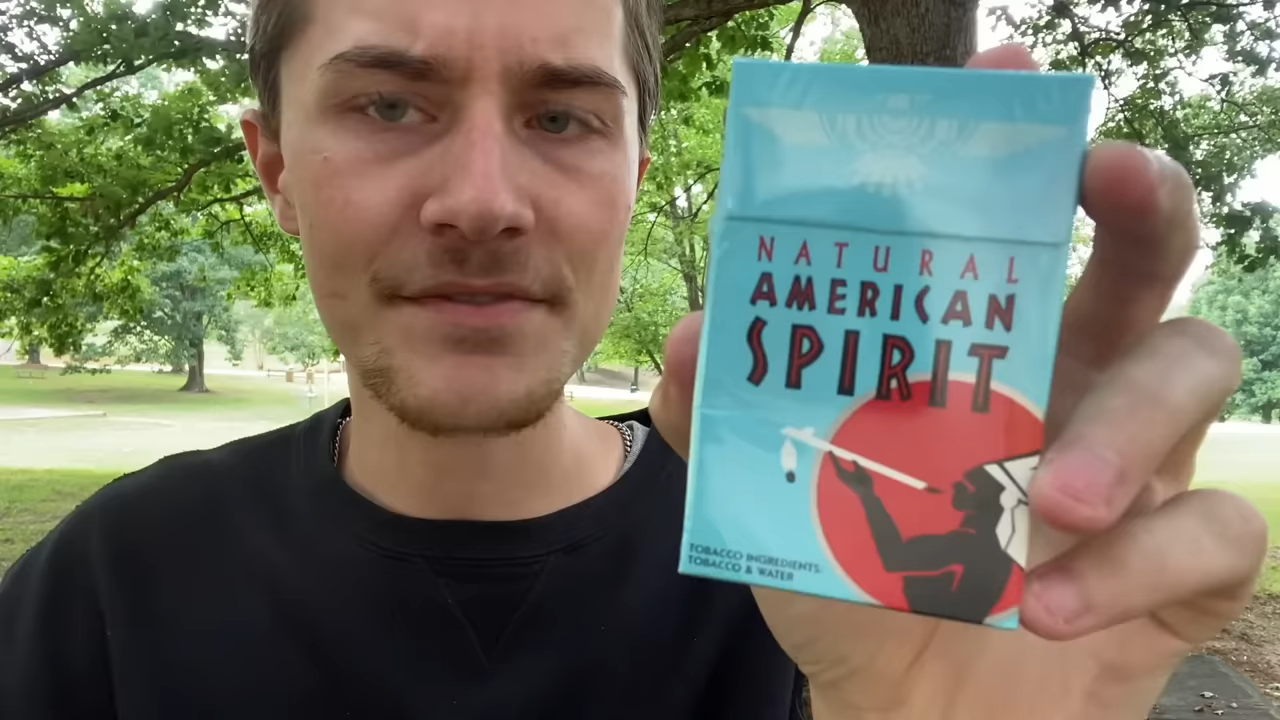 NATURAL
AMERICAN
SPIRIT
TOBACCO INGREDIENTS:
TOBACCO & WATER